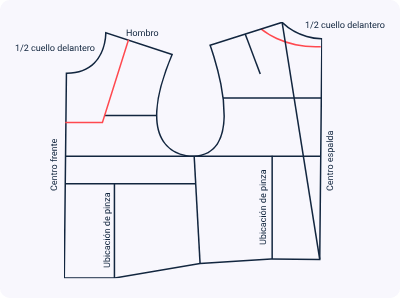 Hombro
1/2 cuello delantero
1/2 cuello delantero
Centro frente
Ubicación de pinza
Ubicación de pinza
Centro espalda